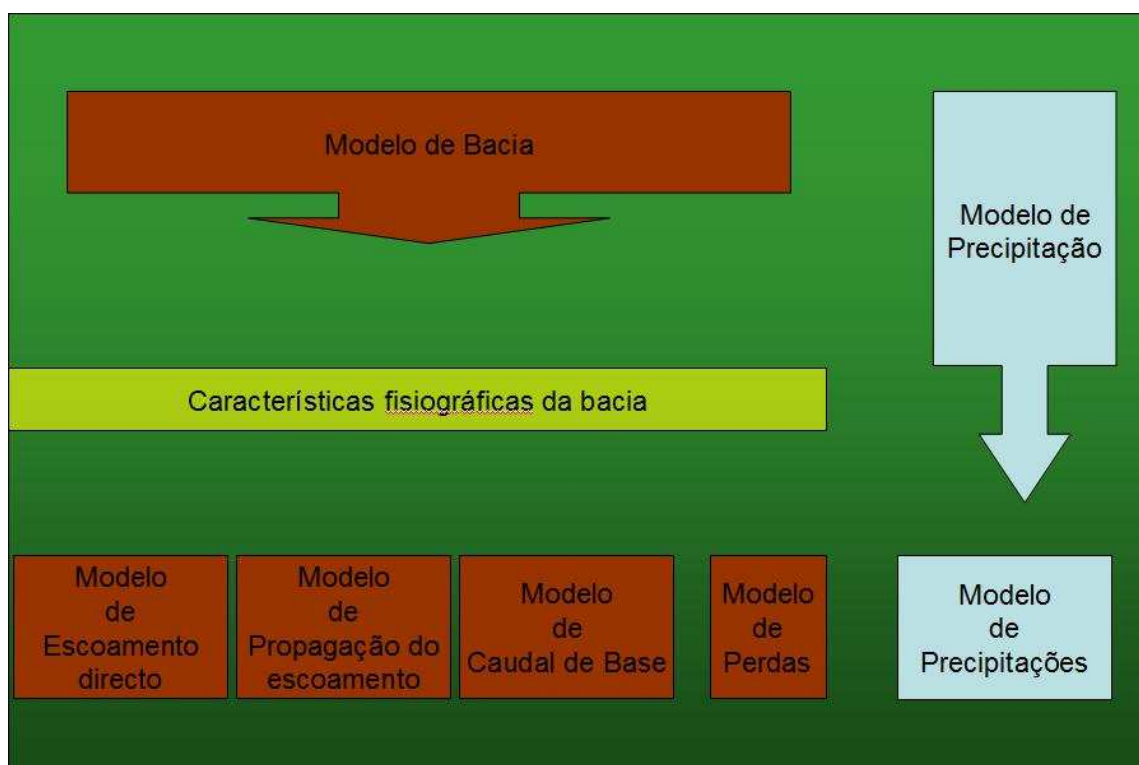 Modelo de Bacia
Modelo de
Precipitação
Características fisiográficas da bacia
Modelo
de
Escoamento
directo
Modelo
de
Propagação do
escoamento
Modelo
de
Caudal de Base
Modelo
de
Perdas
Modelo
de
Precipitações